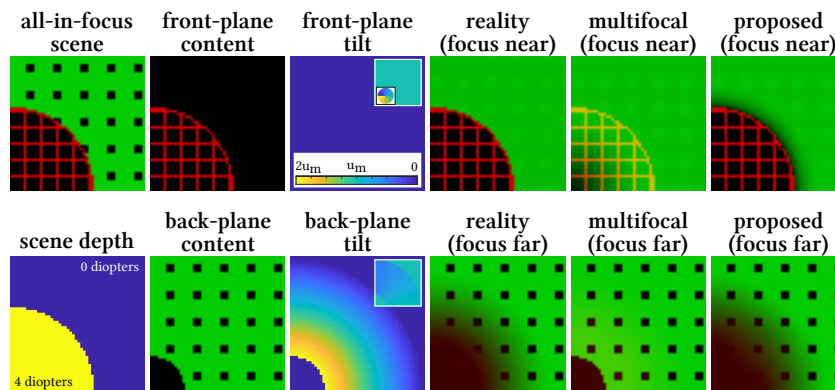 all-in-focus scene
front-plane content
front-plane tilt
reality (focus near)
multifocal (focus near)
proposed (focus near)
2um um 0
scene depth
back-plane content
back-plane tilt
reality (focus far)
multifocal (focus far)
proposed (focus far)
0 diopters
4 diopters